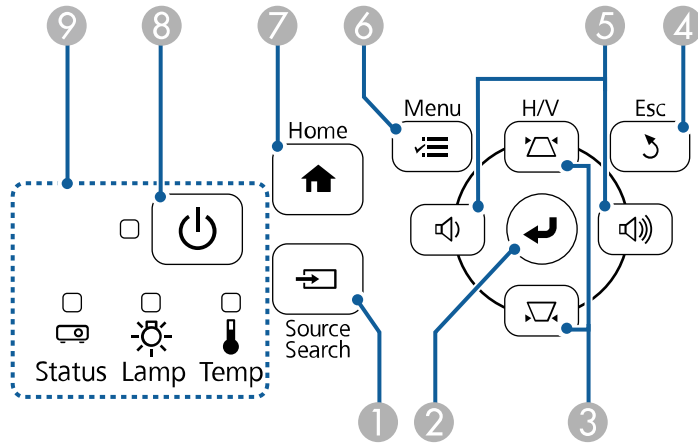 9 8 7 6 5 4
Menu H/V Esc
Home
Source
Search
Status Lamp Temp
1 2 3